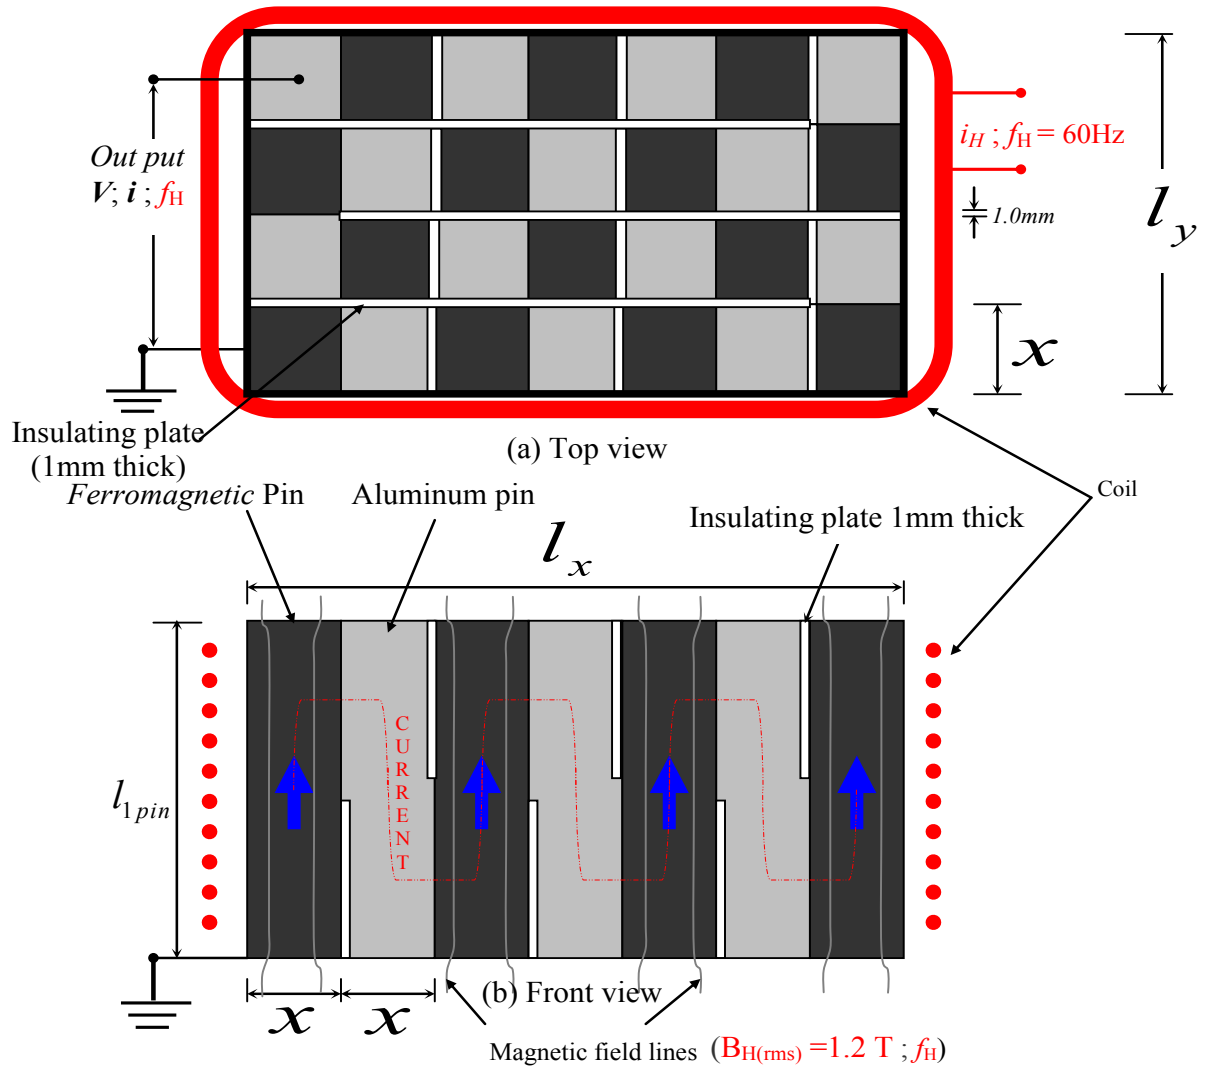 Out put
V; i ; fH
iH ; fH = 60Hz
1.0mm
ly
x
Insulating plate
(1mm thick)
(a) Top view
Ferromagnetic Pin
Aluminum pin
Insulating plate 1mm thick
Coil
lx
CURRENT
l1pin
x
x
(b) Front view
Magnetic field lines (BH(rms) =1.2 T ; fH)